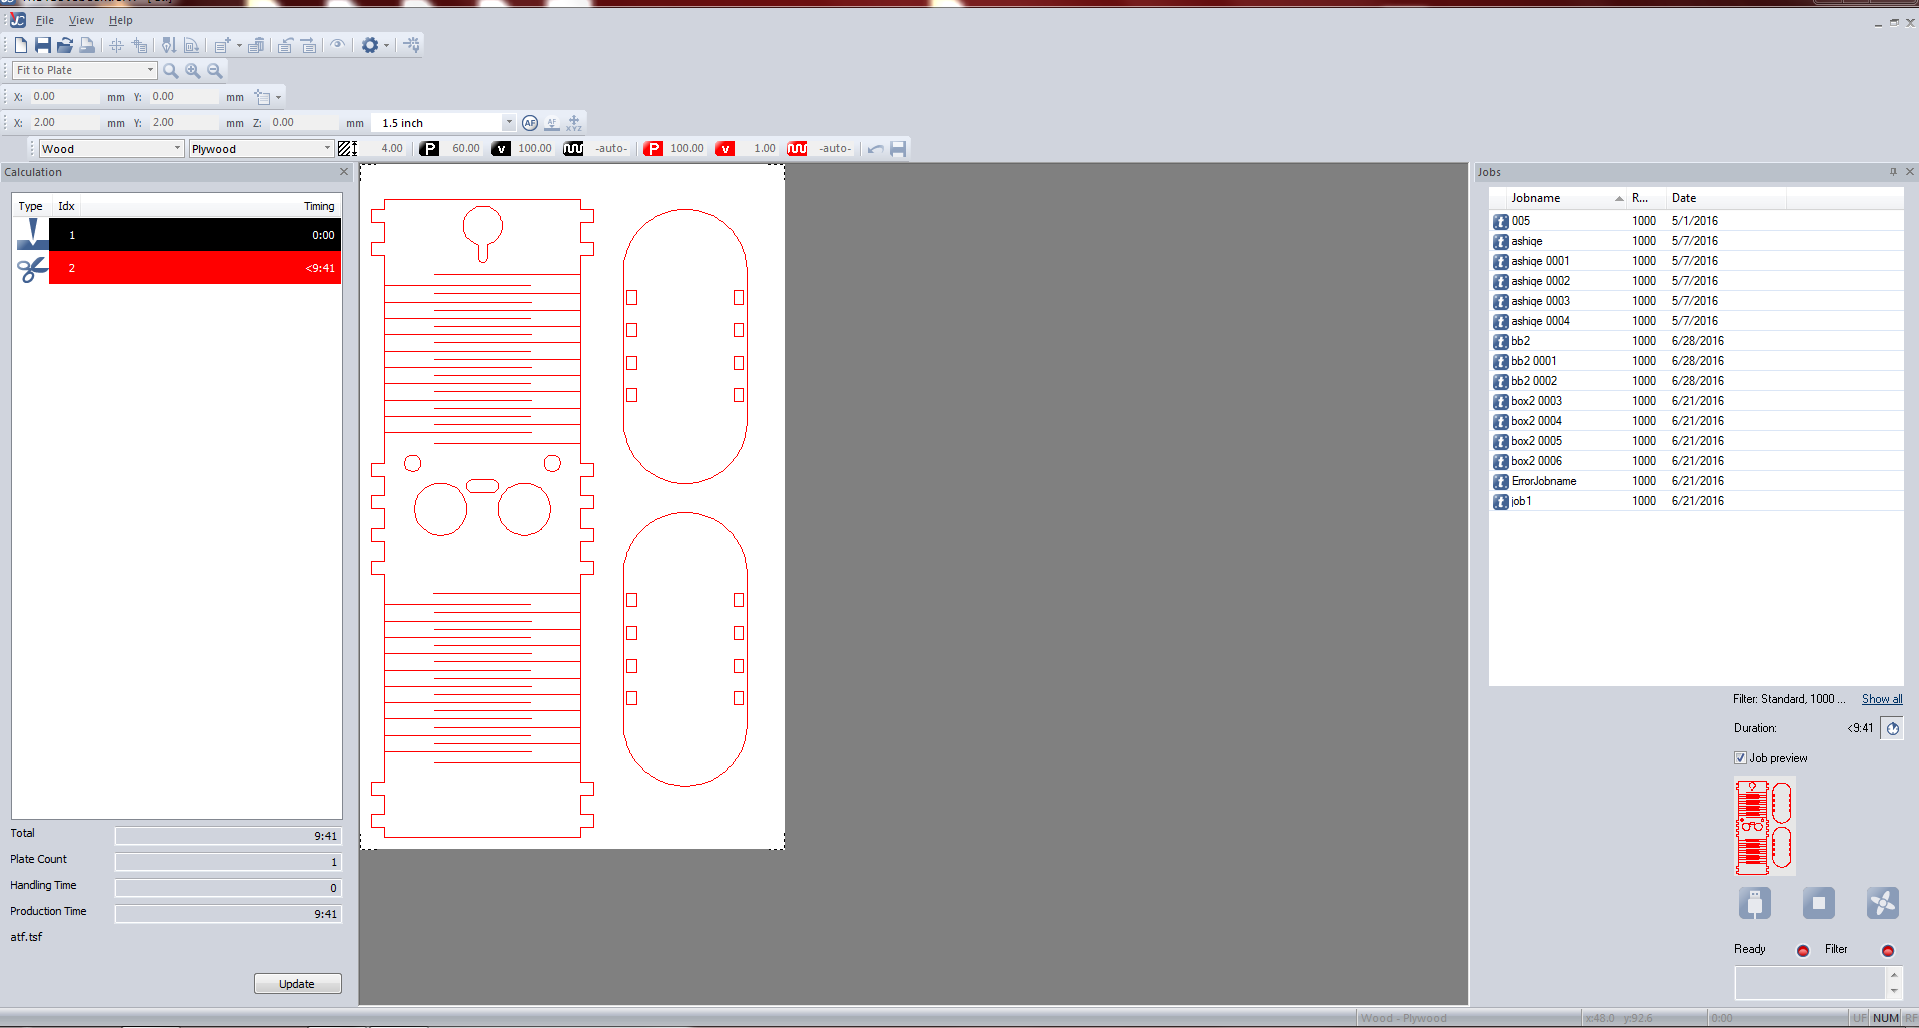 File View Help
Fit to Plate
X: 0.00 mm Y: 0.00 mm
X: 2.00 mm Y: 2.00 mm Z: 0.00 mm 1.5 inch AF AF XYZ
Wood Plywood 4.00 P 60.00 v 100.00 -auto- P 100.00 v 1.00 -auto-
Calculation
Type Idx Timing
1 0:00
2 <9:41
Total 9:41
Plate Count 1
Handling Time 0
Production Time 9:41
atf.tsf
Update
Jobs
Jobname R... Date
005 1000 5/1/2016
ashiqe 1000 5/7/2016
ashiqe 0001 1000 5/7/2016
ashiqe 0002 1000 5/7/2016
ashiqe 0003 1000 5/7/2016
ashiqe 0004 1000 5/7/2016
bb2 1000 6/28/2016
bb2 0001 1000 6/28/2016
bb2 0002 1000 6/28/2016
box2 0003 1000 6/21/2016
box2 0004 1000 6/21/2016
box2 0005 1000 6/21/2016
box2 0006 1000 6/21/2016
ErrorJobname 1000 6/21/2016
job1 1000 6/21/2016
Filter: Standard, 1000 ... Show all
Duration: <9:41
Job preview
Ready Filter
Wood - Plywood x:48.0 y:92.6 0:00 UF NUM RF